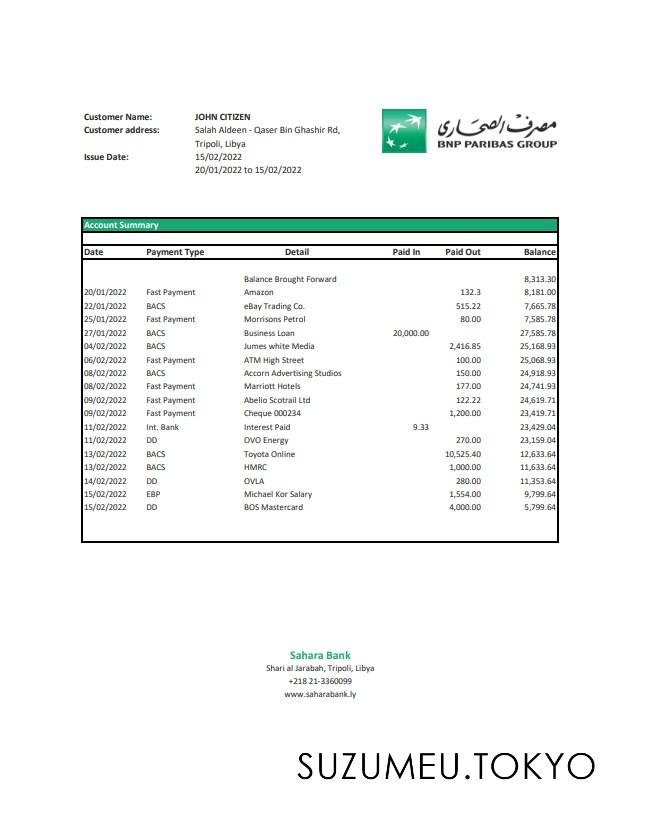 Customer Name: JOHN CITIZEN
Customer address: Salah Aldeen - Qaser Bin Ghashir Rd,
Tripoli, Libya
Issue Date: 15/02/2022
20/01/2022 to 15/02/2022
مصرف الصحاري
BNP PARIBAS GROUP
Account Summary
Date Payment Type Detail Paid In Paid Out Balance
Balance Brought Forward 8,313.30
20/01/2022 Fast Payment Amazon 132.3 8,181.00
22/01/2022 BACS eBay Trading Co. 515.22 7,665.78
25/01/2022 Fast Payment Morrisons Petrol 80.00 7,585.78
27/01/2022 BACS Business Loan 20,000.00 27,585.78
04/02/2022 BACS Jumes white Media 2,416.85 25,168.93
06/02/2022 Fast Payment ATM High Street 100.00 25,068.93
08/02/2022 BACS Accorn Advertising Studios 150.00 24,918.93
08/02/2022 Fast Payment Marriott Hotels 177.00 24,741.93
09/02/2022 Fast Payment Abelio Scotrail Ltd 122.22 24,619.71
09/02/2022 Fast Payment Cheque 000234 1,200.00 23,419.71
11/02/2022 Int. Bank Interest Paid 9.33 23,429.04
11/02/2022 DD OVO Energy 270.00 23,159.04
13/02/2022 BACS Toyota Online 10,525.40 12,633.64
13/02/2022 BACS HMRC 1,000.00 11,633.64
14/02/2022 DD OVLA 280.00 11,353.64
15/02/2022 EBP Michael Kor Salary 1,554.00 9,799.64
15/02/2022 DD BOS Mastercard 4,000.00 5,799.64
Sahara Bank
Shari al Jarabah, Tripoli, Libya
+218 21-3360099
www.saharabank.ly
SUZUMEU.TOKYO